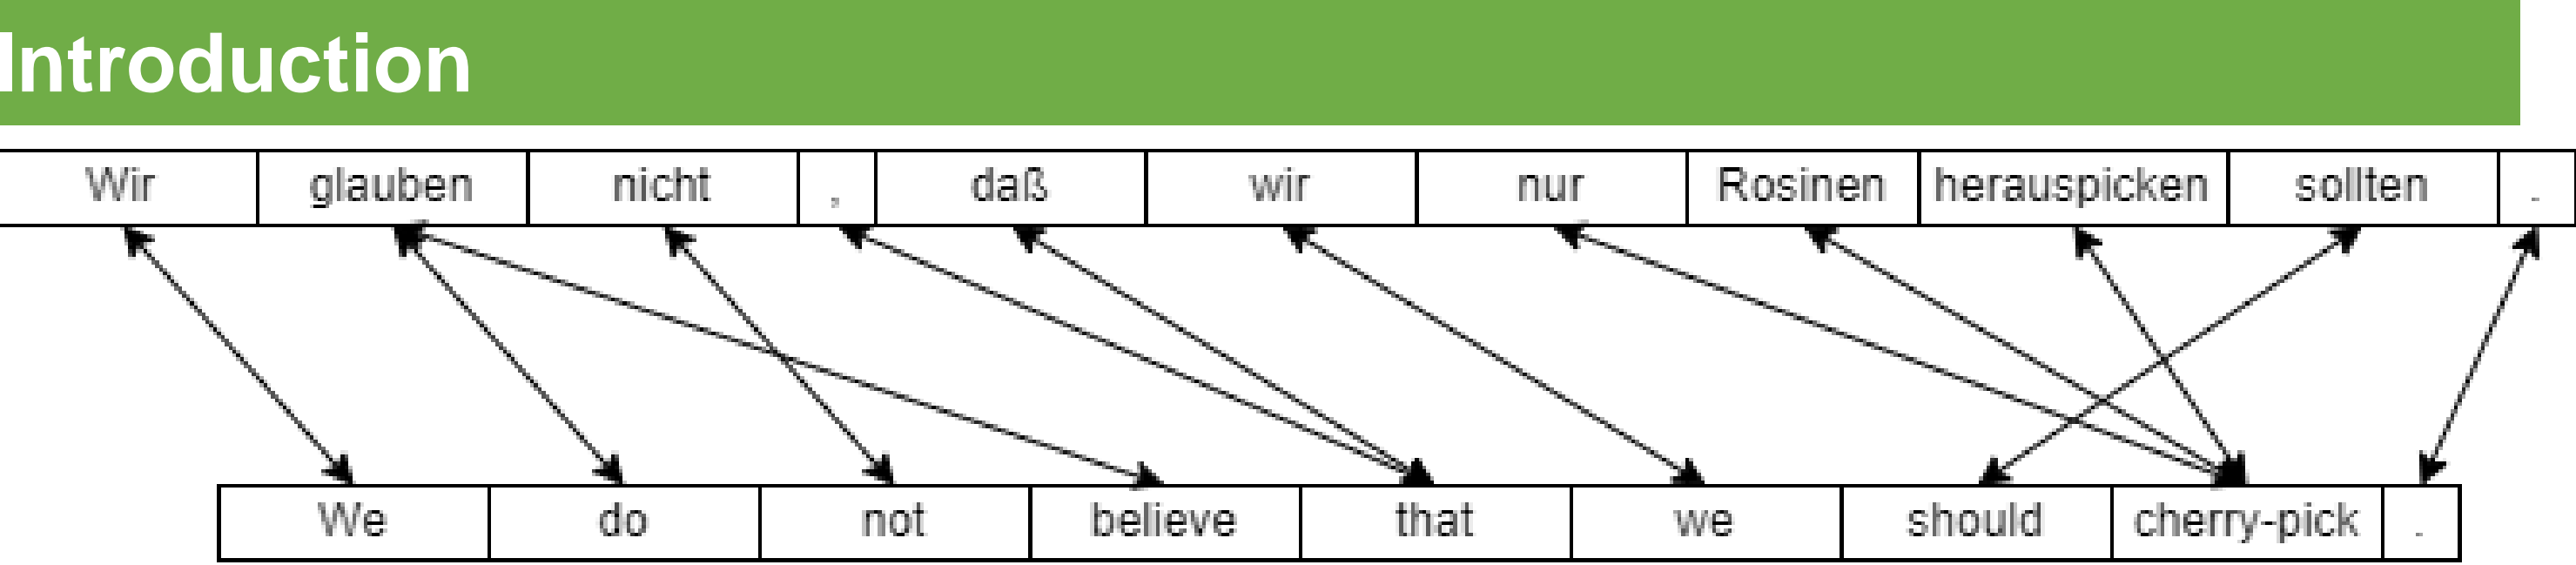 Introduction
Wir glauben nicht , daß wir nur Rosinen herauspicken sollten .
We do not believe that we should cherry-pick .